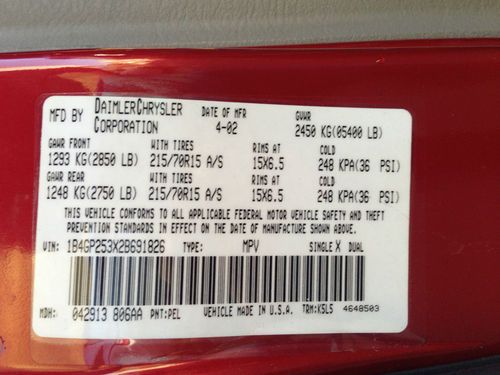 MFD BY DAIMLERCHRYSLER CORPORATION DATE OF MFR 4-02 GVWR 2450 KG(05400 LB)
GAWR FRONT WITH TIRES RIMS AT COLD
1293 KG(2850 LB) 215/70R15 A/S 15X6.5 248 KPA(36 PSI)
GAWR REAR WITH TIRES RIMS AT COLD
1248 KG(2750 LB) 215/70R15 A/S 15X6.5 248 KPA(36 PSI)
THIS VEHICLE CONFORMS TO ALL APPLICABLE FEDERAL MOTOR VEHICLE SAFETY AND THEFT
PREVENTION STANDARDS IN EFFECT ON THE DATE OF MANUFACTURE SHOWN ABOVE.
VIN: 1B4GP253X2B691826 TYPE: MPV SINGLE X DUAL
MDH: 042913 806AA PNT:PEL VEHICLE MADE IN U.S.A. TRM:K5L5 4648503